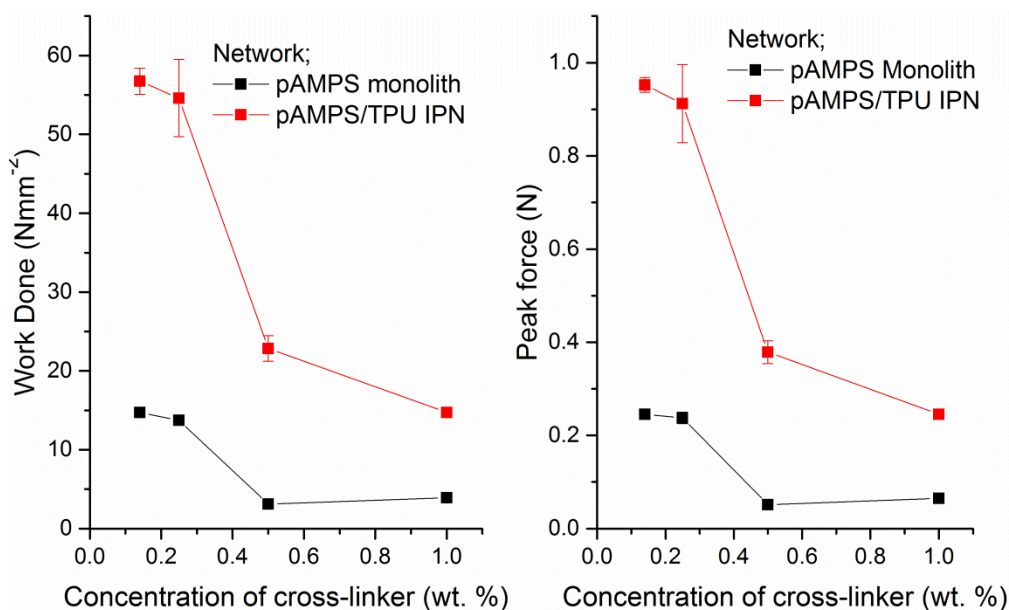 Network;
pAMPS monolith
pAMPS/TPU IPN
Work Done (Nmm⁻²)
60
50
40
30
20
10
0
0.0 0.2 0.4 0.6 0.8 1.0
Concentration of cross-linker (wt. %)
Network;
pAMPS Monolith
pAMPS/TPU IPN
Peak force (N)
1.0
0.8
0.6
0.4
0.2
0.0
0.0 0.2 0.4 0.6 0.8 1.0
Concentration of cross-linker (wt. %)